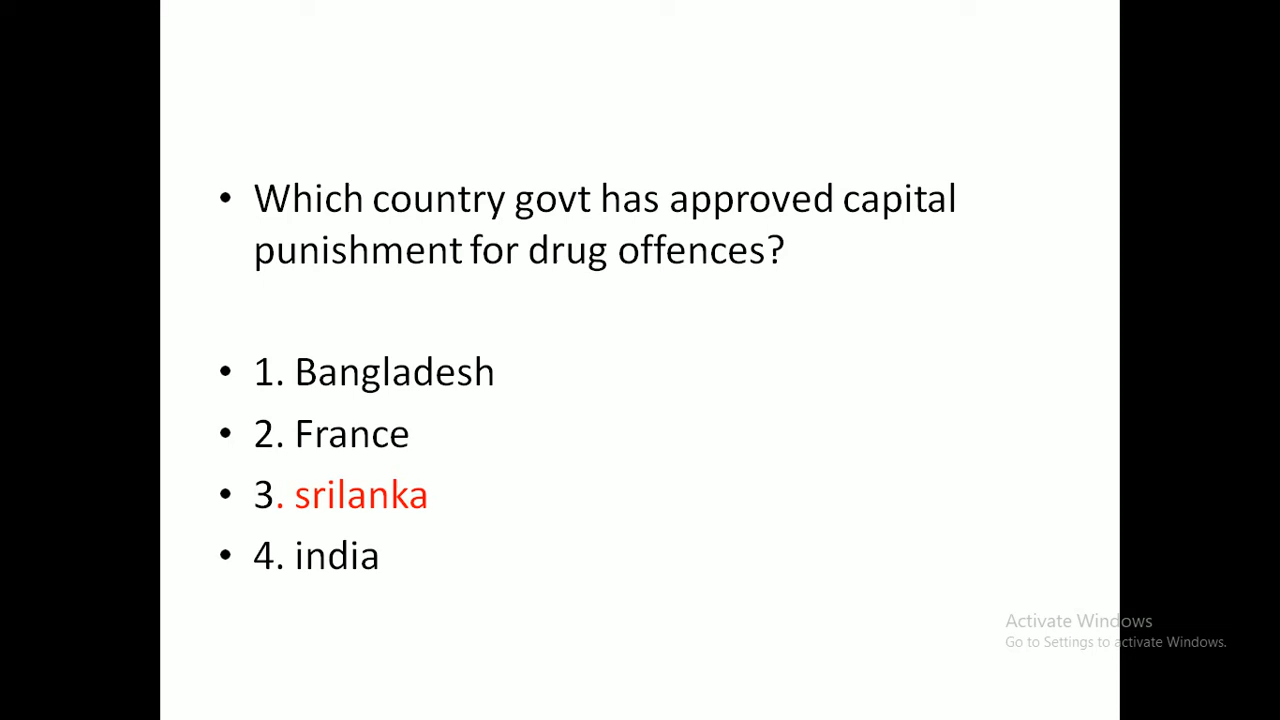 • Which country govt has approved capital
punishment for drug offences?
• 1. Bangladesh
• 2. France
• 3. srilanka
• 4. india
Activate Windows
Go to Settings to activate Windows.